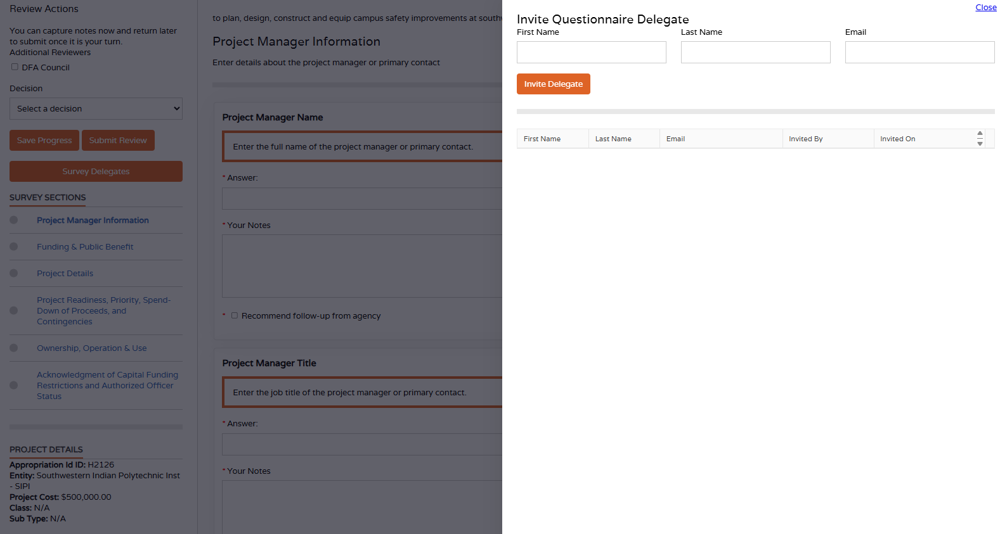 Review Actions
You can capture notes now and return later
to submit once it is your turn.
Additional Reviewers
DFA Council
Decision
Select a decision
Save Progress
Submit Review
Survey Delegates
SURVEY SECTIONS
Project Manager Information
Funding & Public Benefit
Project Details
Project Readiness, Priority, Spend-
Down of Proceeds, and
Contingencies
Ownership, Operation & Use
Acknowledgment of Capital Funding
Restrictions and Authorized Officer
Status
PROJECT DETAILS
Appropriation Id ID: H2126
Entity: Southwestern Indian Polytechnic Inst
- SIPI
Project Cost: $500,000.00
Class: N/A
Sub Type: N/A
to plan, design, construct and equip campus safety improvements at south
Project Manager Information
Enter details about the project manager or primary contact
Project Manager Name
Enter the full name of the project manager or primary contact.
* Answer:
* Your Notes
* Recommend follow-up from agency
Project Manager Title
Enter the job title of the project manager or primary contact.
* Answer:
* Your Notes
Close
Invite Questionnaire Delegate
First Name
Last Name
Email
Invite Delegate
First Name
Last Name
Email
Invited By
Invited On